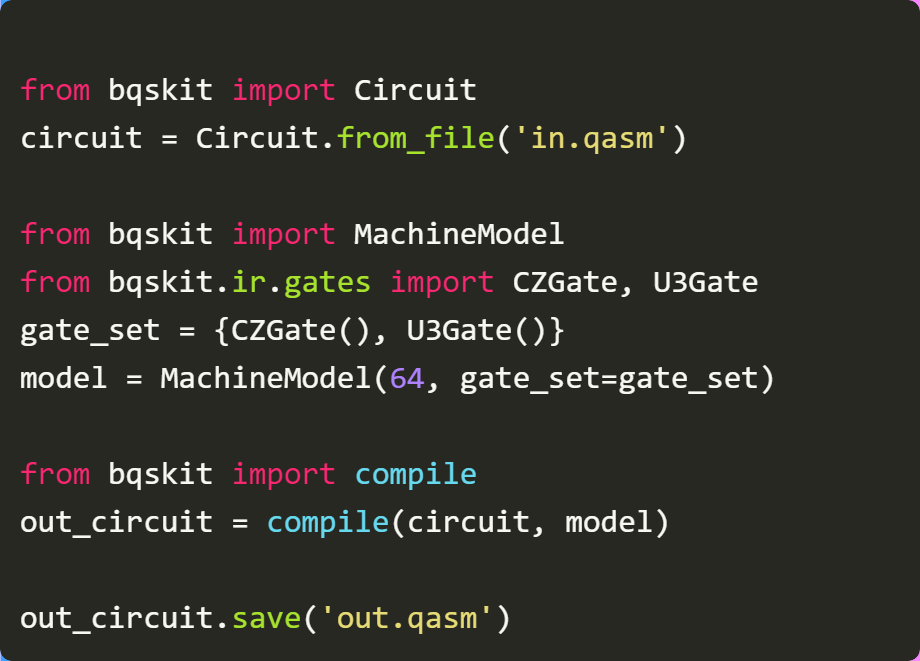 from bqskit import Circuit
circuit = Circuit.from_file('in.qasm')
from bqskit import MachineModel
from bqskit.ir.gates import CZGate, U3Gate
gate_set = {CZGate(), U3Gate()}
model = MachineModel(64, gate_set=gate_set)
from bqskit import compile
out_circuit = compile(circuit, model)
out_circuit.save('out.qasm')